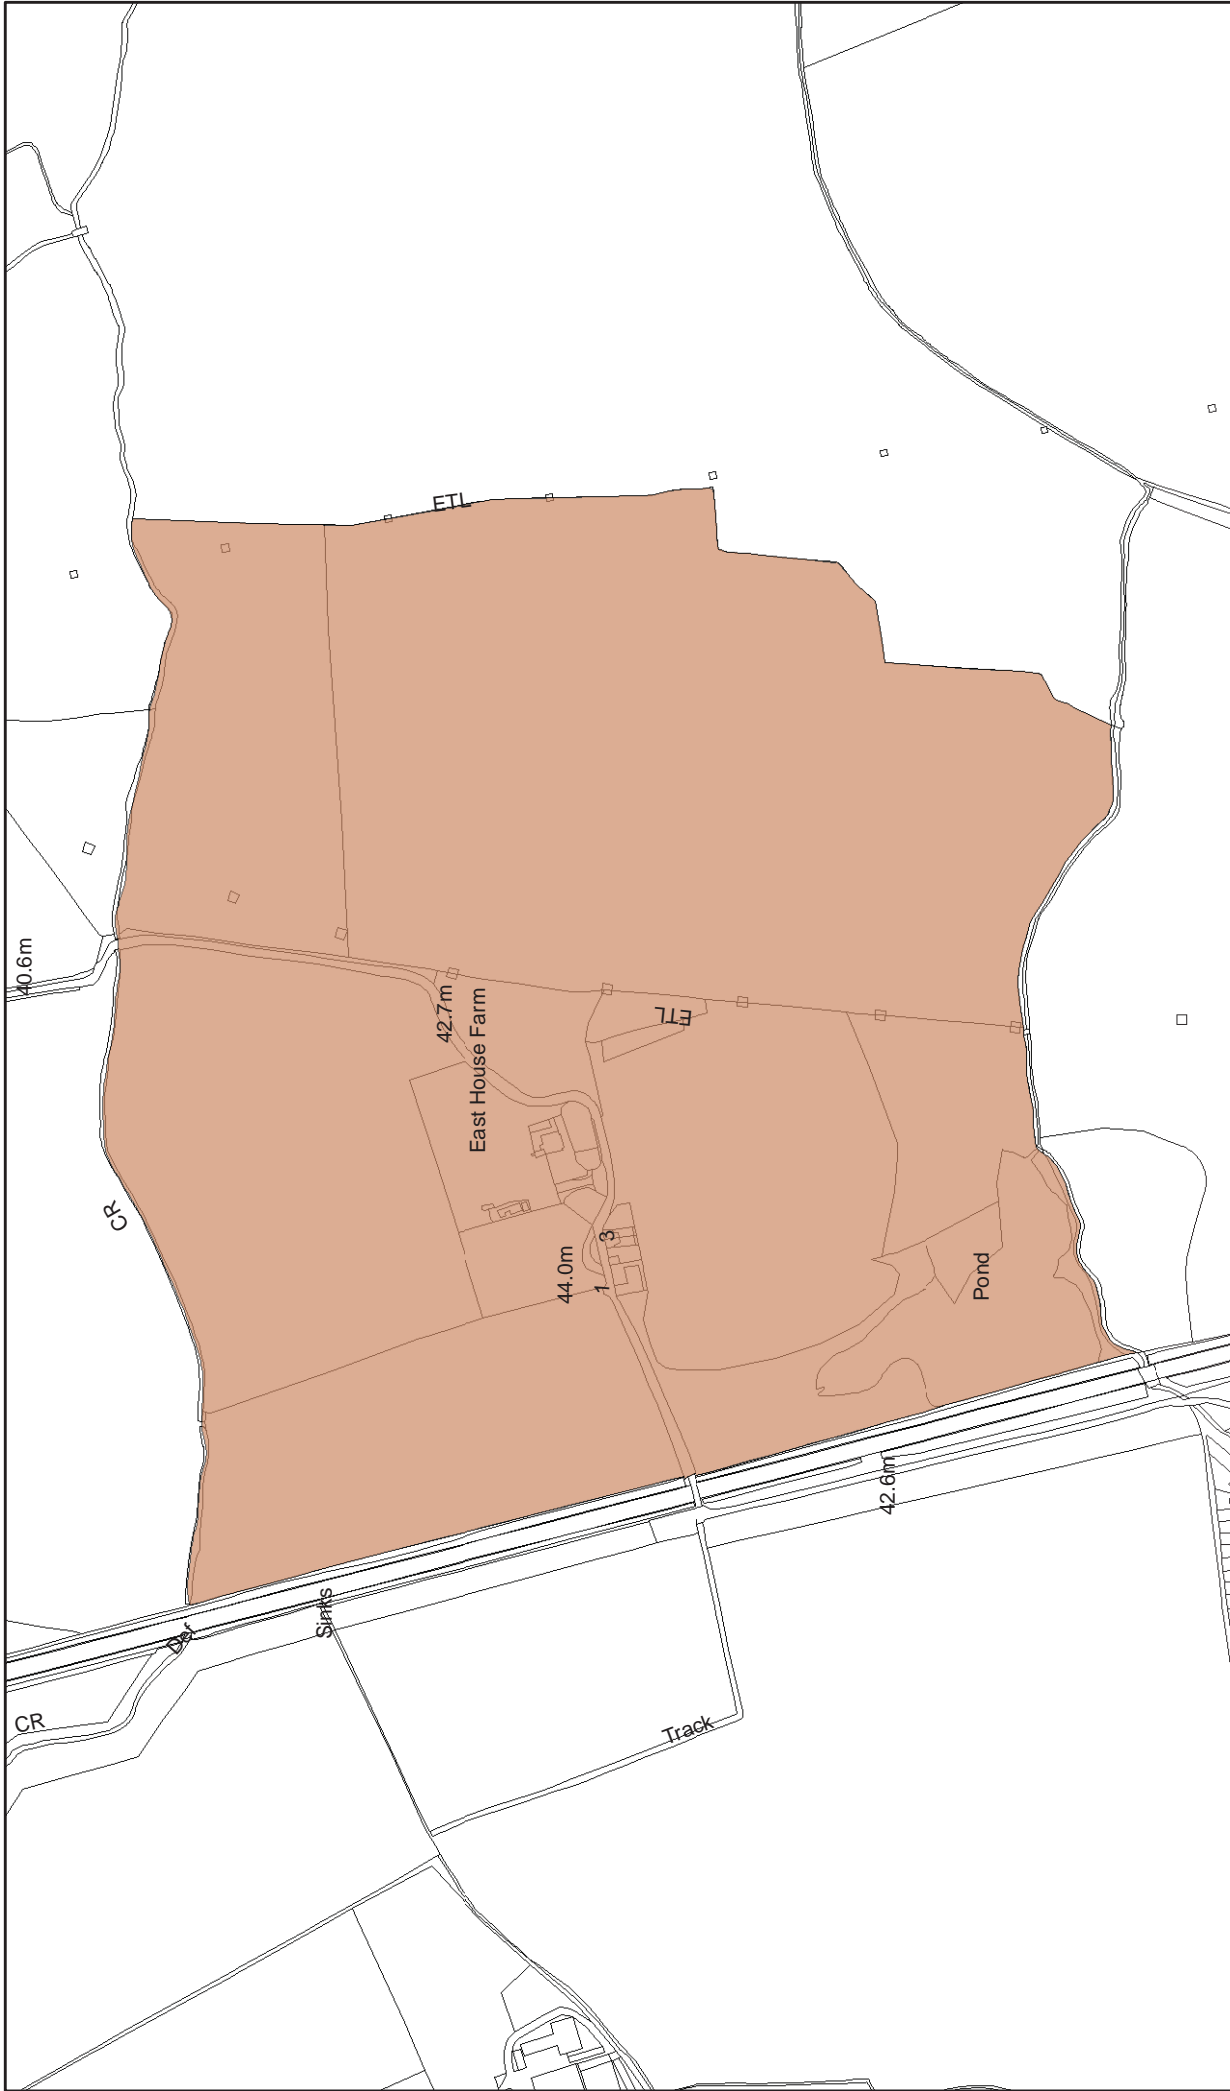 40.6m
ETL
42.7m
East House Farm
ETL
CR
3
1
44.0m
Pond
42.6m
Sinks
Def
CR
Track